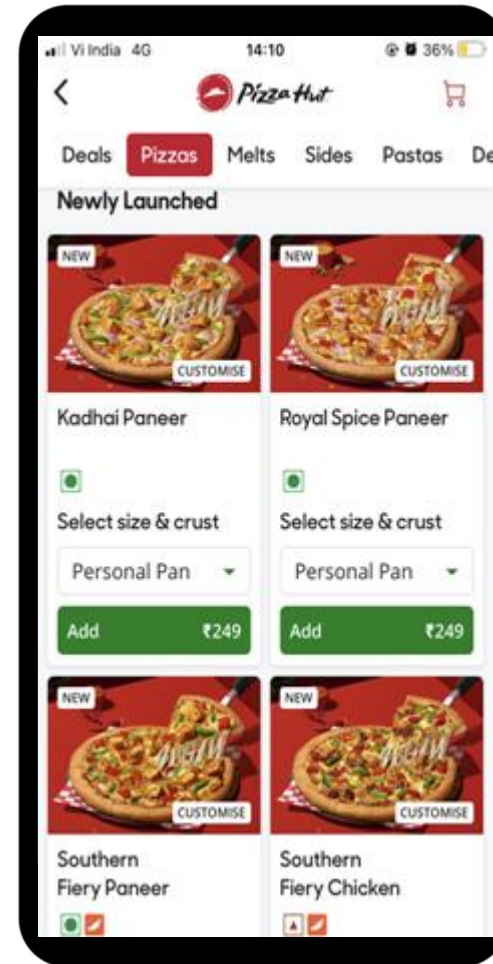 Vi India 4G 14:10 36%
Pizza Hut
Deals Pizzas Melts Sides Pastas De
Newly Launched
NEW NEW
CUSTOMISE CUSTOMISE
Kadhai Paneer Royal Spice Paneer
Select size & crust Select size & crust
Personal Pan Personal Pan
Add ₹249 Add ₹249
NEW NEW
CUSTOMISE CUSTOMISE
Southern Southern
Fiery Paneer Fiery Chicken